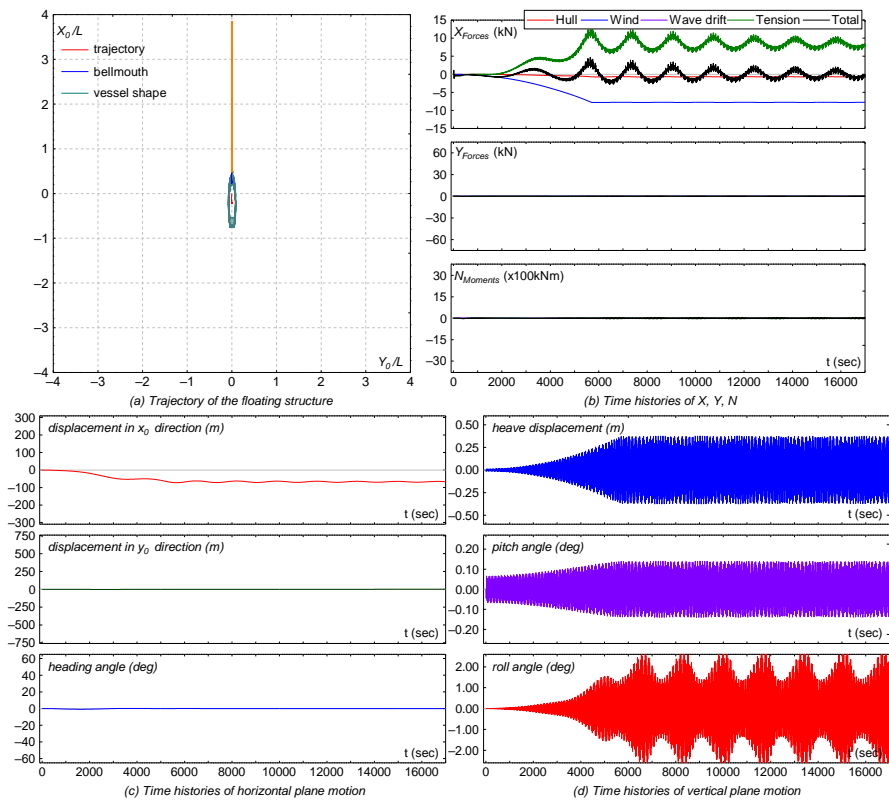 X0/L
trajectory
bellmouth
vessel shape
4
3
2
1
0
−1
−2
−3
−4
Y0/L
−4 −3 −2 −1 0 1 2 3 4
(a) Trajectory of the floating structure
Hull Wind Wave drift Tension Total
XForces (kN)
15
10
5
0
−5
−10
−15
YForces (kN)
60
30
0
−30
−60
NMoments (x100kNm)
30
15
0
−15
−30
t (sec)
0 2000 4000 6000 8000 10000 12000 14000 16000
(b) Time histories of X, Y, N
displacement in x0 direction (m)
300
200
100
0
−100
−200
−300
t (sec)
displacement in y0 direction (m)
750
500
250
0
−250
−500
−750
t (sec)
heading angle (deg)
60
40
20
0
−20
−40
−60
t (sec)
0 2000 4000 6000 8000 10000 12000 14000 16000
(c) Time histories of horizontal plane motion
heave displacement (m)
0.50
0.25
0.00
−0.25
−0.50
t (sec)
pitch angle (deg)
0.20
0.10
0.00
−0.10
−0.20
t (sec)
roll angle (deg)
2.00
1.00
0.00
−1.00
−2.00
t (sec)
0 2000 4000 6000 8000 10000 12000 14000 16000
(d) Time histories of vertical plane motion